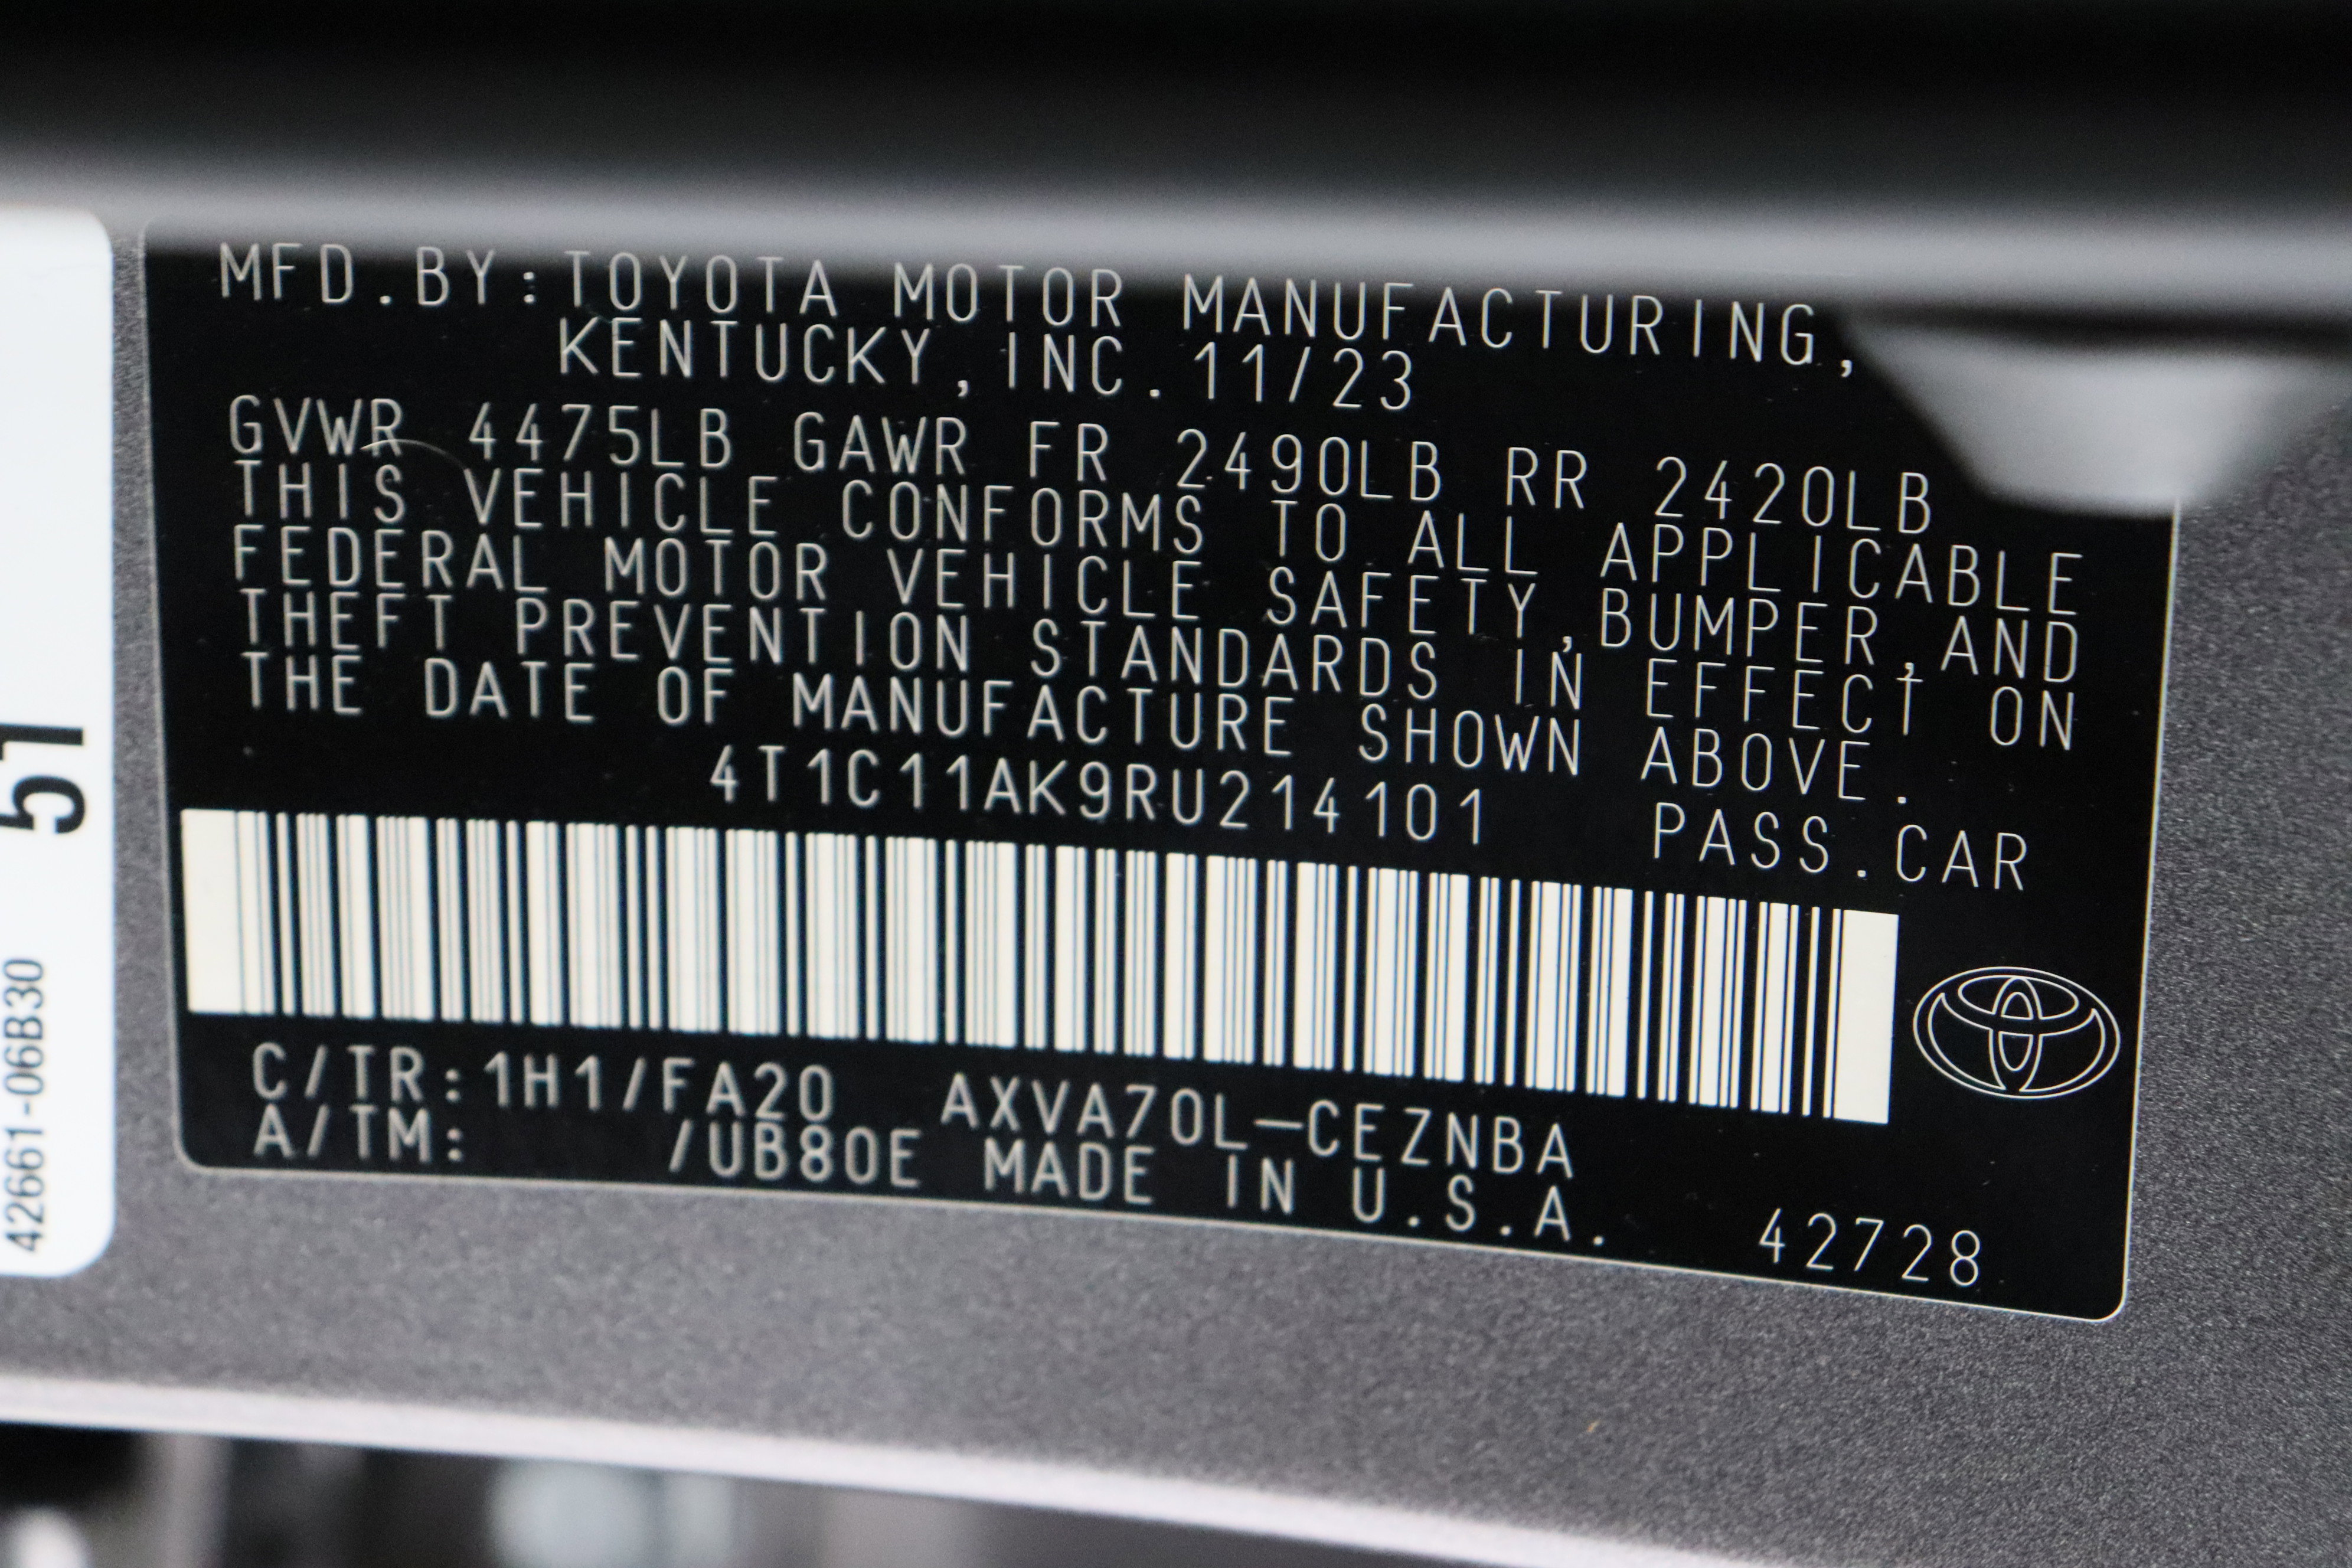 MFD.BY:TOYOTA MOTOR MANUFACTURING,
KENTUCKY,INC.11/23
GVWR 4475LB GAWR FR 2490LB RR 2420LB
THIS VEHICLE CONFORMS TO ALL APPLICABLE
FEDERAL MOTOR VEHICLE SAFETY,BUMPER,AND
THEFT PREVENTION STANDARDS IN EFFECT ON
THE DATE OF MANUFACTURE SHOWN ABOVE.
4T1C11AK9RU214101 PASS.CAR
C/TR:1H1/FA20 AXVA70L-CEZNBA
A/TM: /UB80E MADE IN U.S.A. 42728
51
42661-06B30